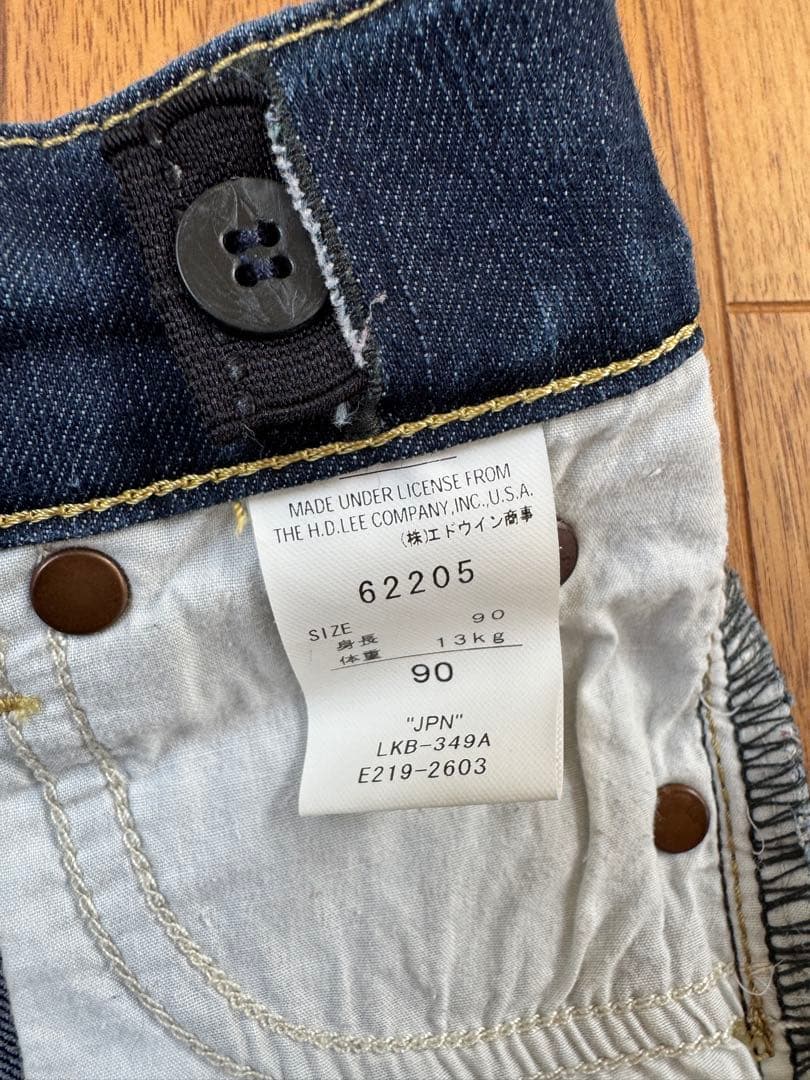 MADE UNDER LICENSE FROM
THE H.D.LEE COMPANY,INC.,U.S.A.
(株)エドウイン商事
62205
SIZE
身長 90
体重 13kg
90
"JPN"
LKB-349A
E219-2603